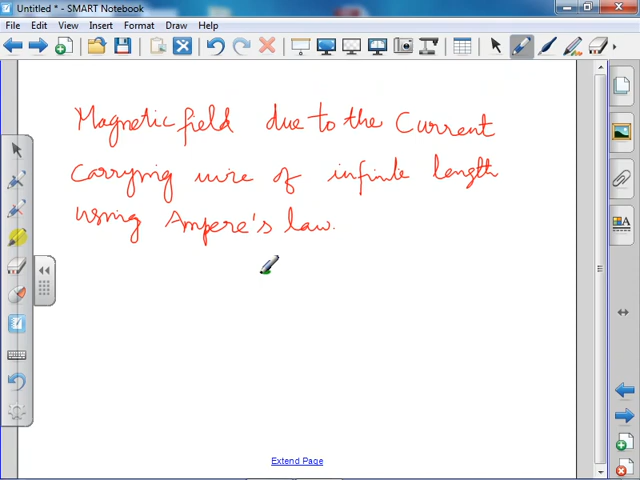 Untitled * - SMART Notebook
File Edit View Insert Format Tools Draw Help
Magnetic field due to the Current
Carrying wire of infinite length
using Ampere's law.
Extend Page